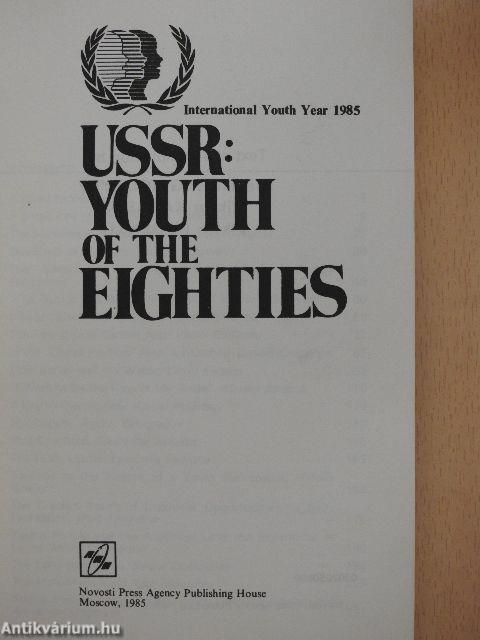 International Youth Year 1985
USSR:
YOUTH
OF THE
EIGHTIES
Novosti Press Agency Publishing House
Moscow, 1985
Antikvárium.hu